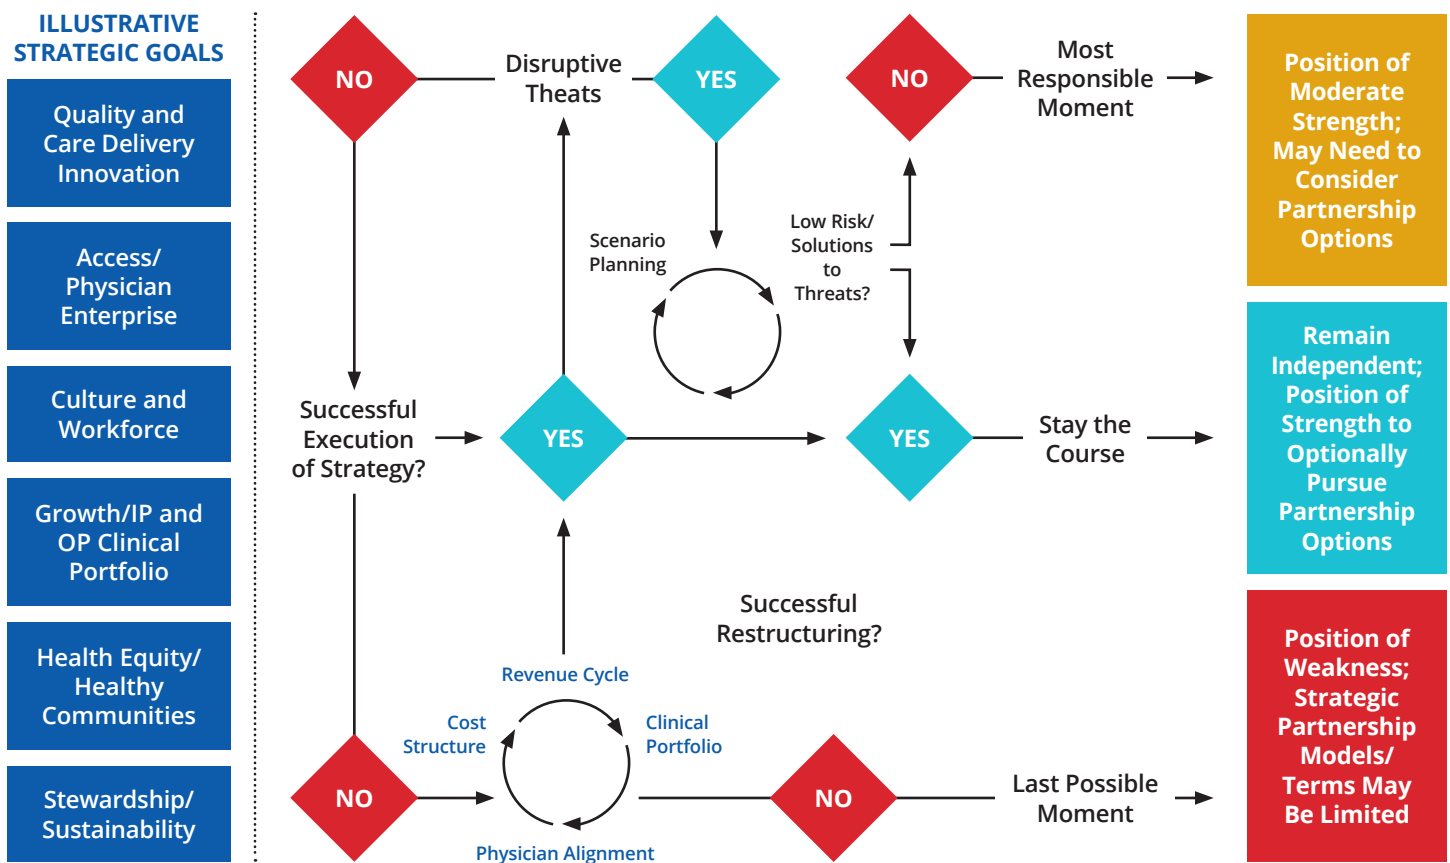 ILLUSTRATIVE
STRATEGIC GOALS
Quality and
Care Delivery
Innovation
Access/
Physician
Enterprise
Culture and
Workforce
Growth/IP and
OP Clinical
Portfolio
Health Equity/
Healthy
Communities
Stewardship/
Sustainability
NO
Disruptive
Theats
YES
NO
Most
Responsible
Moment
Scenario
Planning
Low Risk/
Solutions
to
Threats?
Successful
Execution
of Strategy?
YES
YES
Stay the
Course
Successful
Restructuring?
Revenue Cycle
Cost
Structure
Clinical
Portfolio
Physician Alignment
NO
NO
Last Possible
Moment
Position of
Moderate
Strength;
May Need to
Consider
Partnership
Options
Remain
Independent;
Position of
Strength to
Optionally
Pursue
Partnership
Options
Position of
Weakness;
Strategic
Partnership
Models/
Terms May
Be Limited